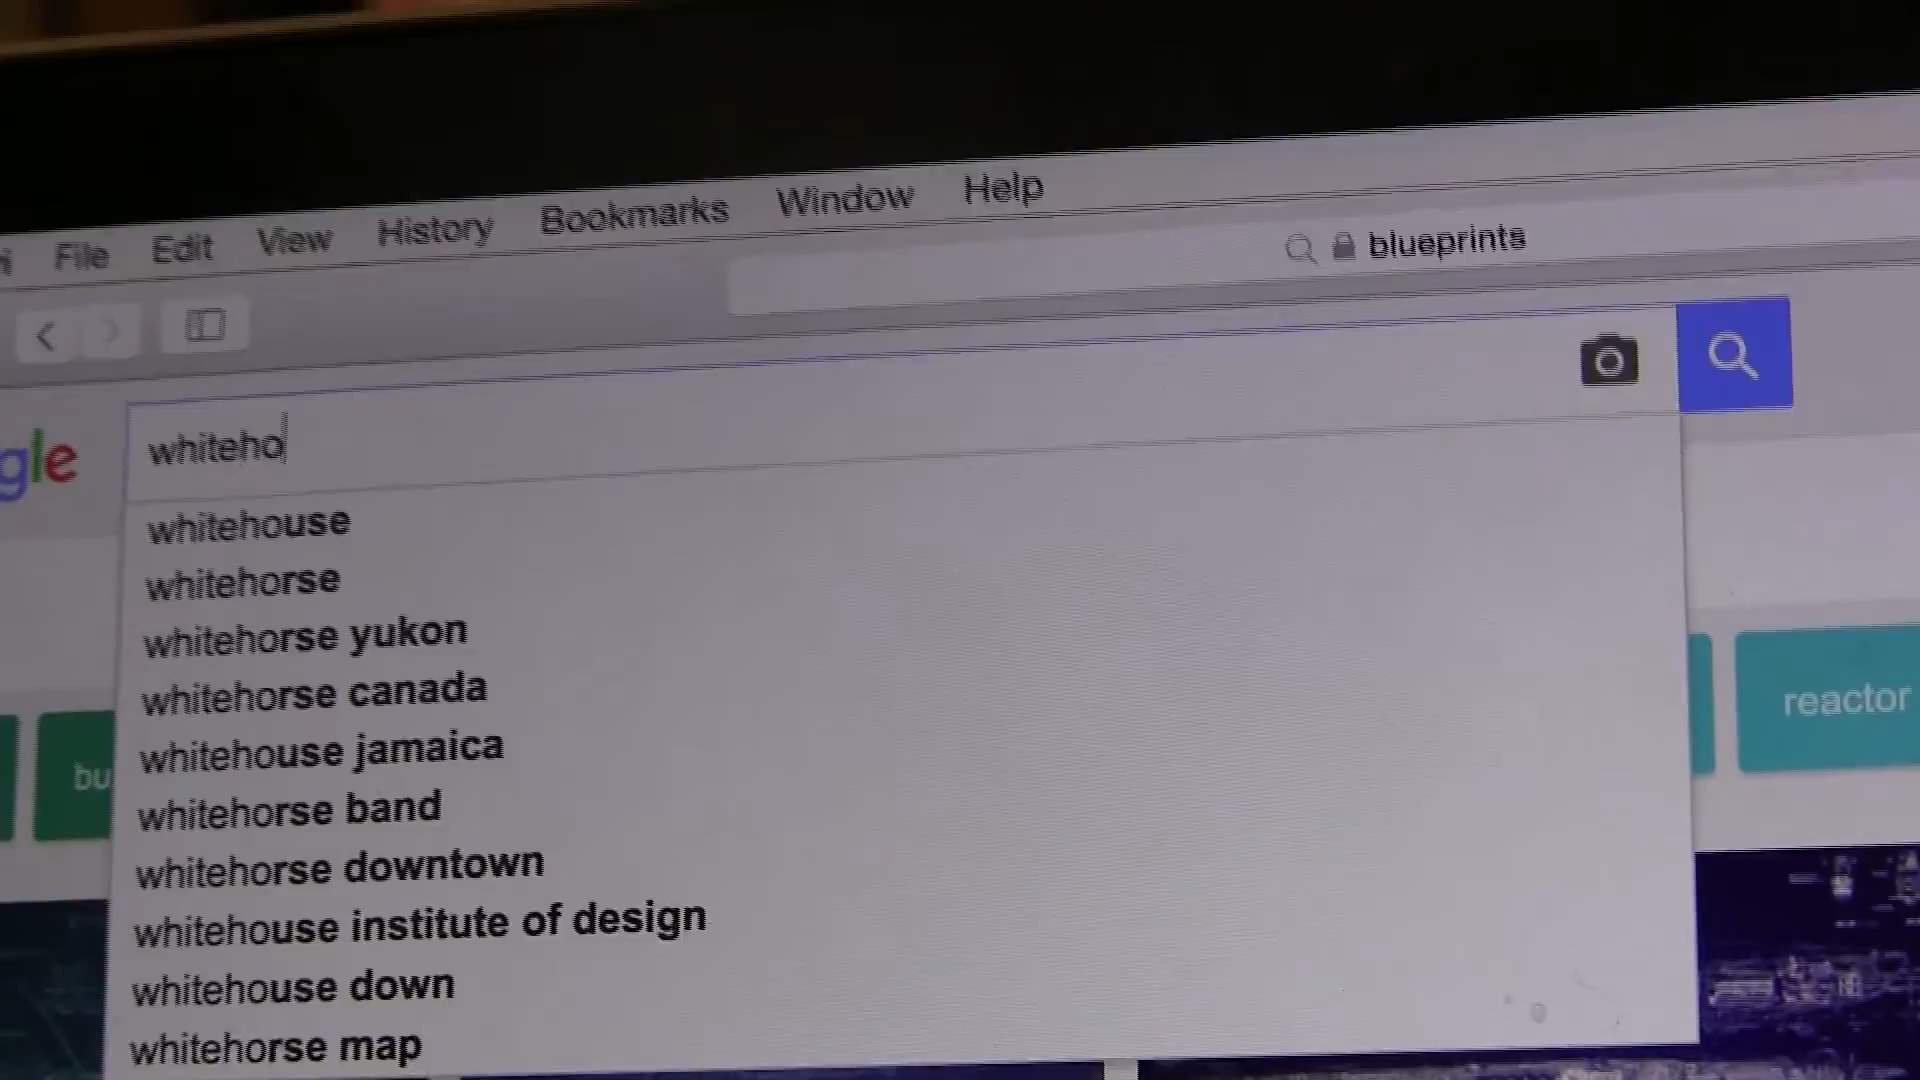 File Edit View History Bookmarks Window Help
blueprints
gle
whiteho
whitehouse
whitehorse
whitehorse yukon
whitehorse canada
whitehouse jamaica
whitehorse band
whitehorse downtown
whitehouse institute of design
whitehouse down
whitehorse map
bu
reactor